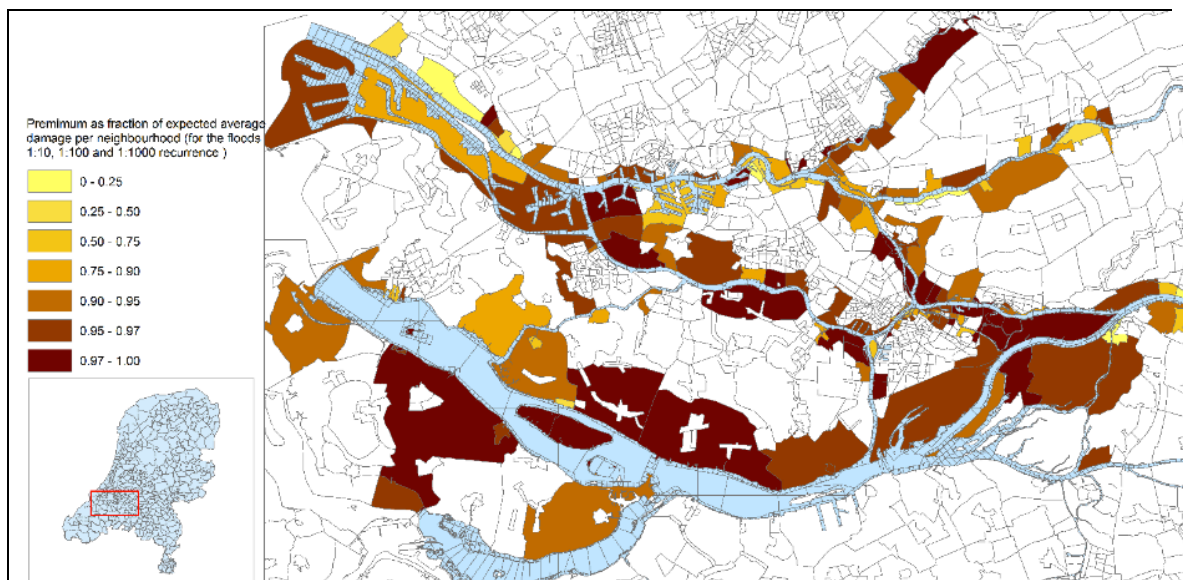 Premimum as fraction of expected average
damage per neighbourhood (for the floods
1:10, 1:100 and 1:1000 recurrence )
0 - 0.25
0.25 - 0.50
0.50 - 0.75
0.75 - 0.90
0.90 - 0.95
0.95 - 0.97
0.97 - 1.00